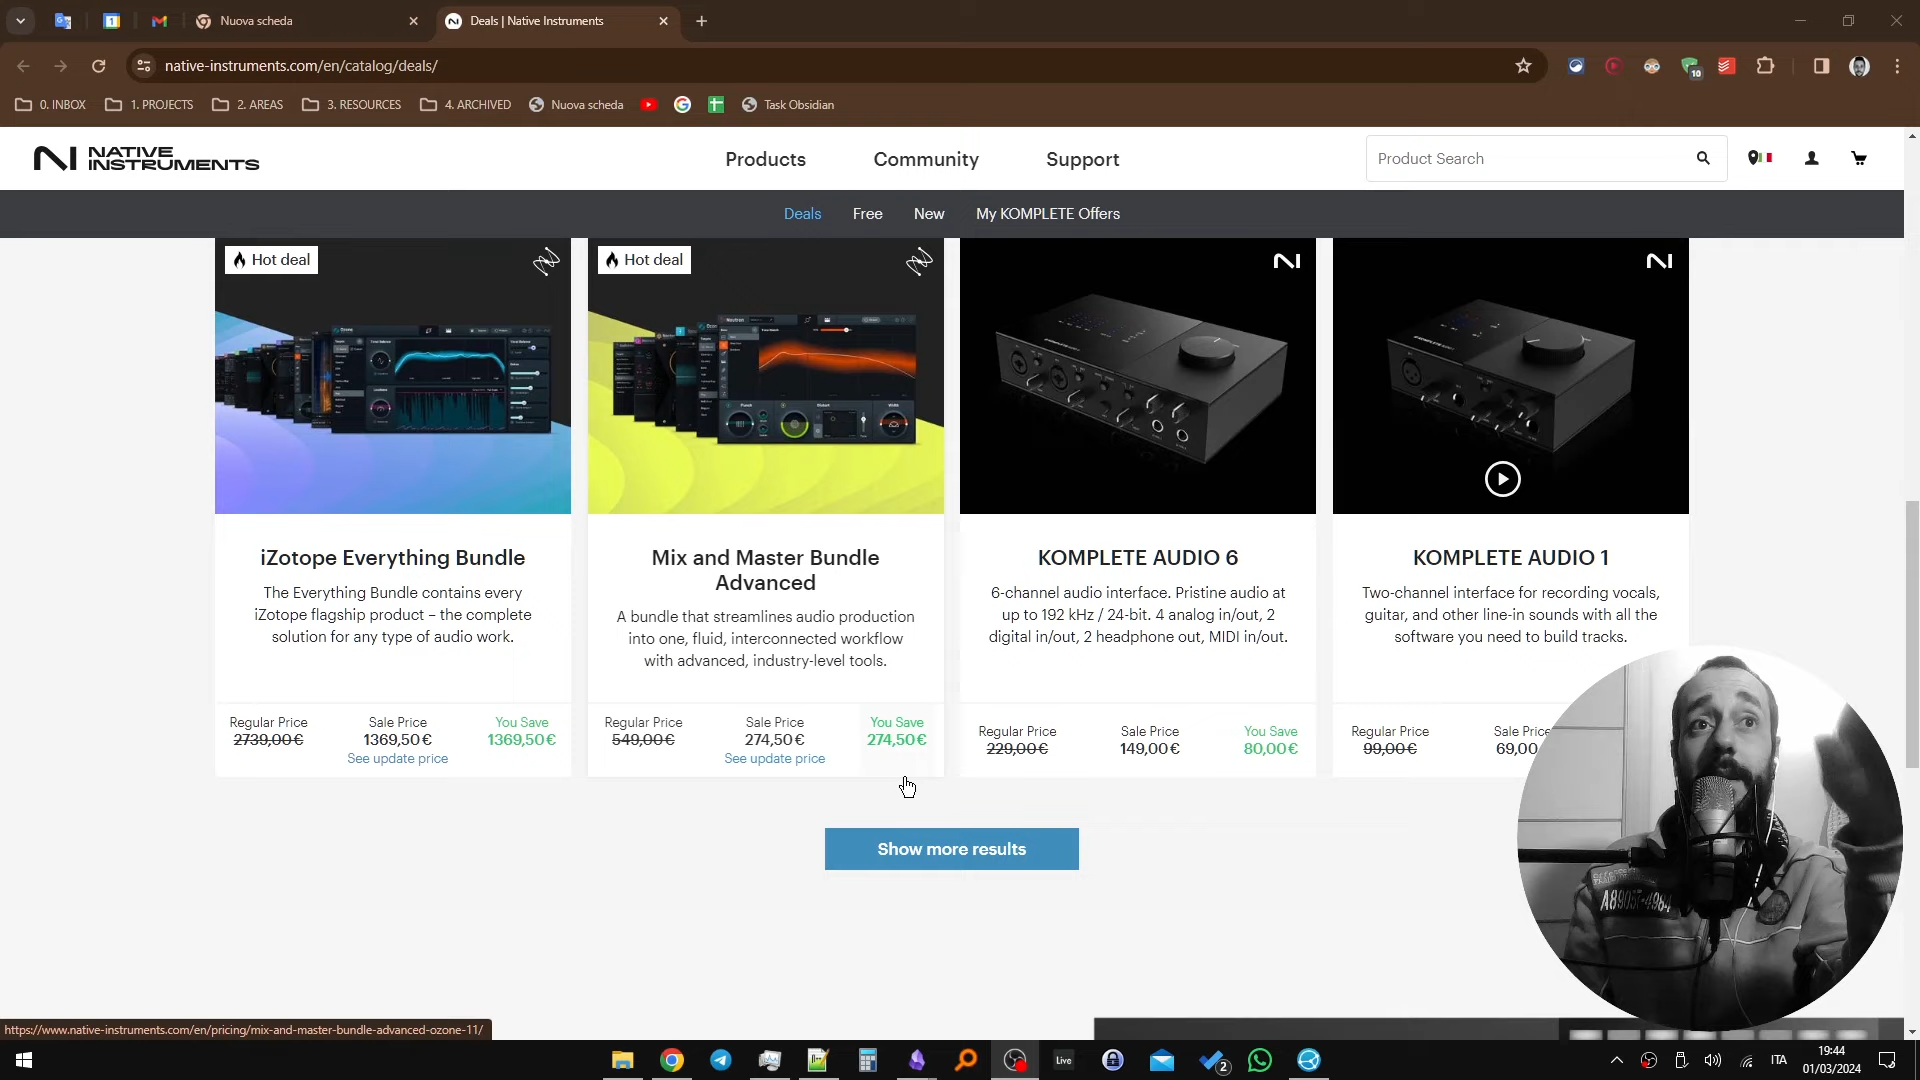 Nuova scheda
Deals | Native Instruments
native-instruments.com/en/catalog/deals/
10
0. INBOX
1. PROJECTS
2. AREAS
3. RESOURCES
4. ARCHIVED
Nuova scheda
Task Obsidian
NATIVE
INSTRUMENTS
Products
Community
Support
Product Search
Deals
Free
New
My KOMPLETE Offers
Hot deal
Hot deal
iZotope Everything Bundle
The Everything Bundle contains every
iZotope flagship product – the complete
solution for any type of audio work.
Regular Price
2739,00 €
Sale Price
1369,50 €
See update price
You Save
1369,50 €
Mix and Master Bundle
Advanced
A bundle that streamlines audio production
into one, fluid, interconnected workflow
with advanced, industry-level tools.
Regular Price
549,00 €
Sale Price
274,50 €
See update price
You Save
274,50 €
KOMPLETE AUDIO 6
6-channel audio interface. Pristine audio at
up to 192 kHz / 24-bit. 4 analog in/out, 2
digital in/out, 2 headphone out, MIDI in/out.
Regular Price
229,00 €
Sale Price
149,00 €
You Save
80,00 €
KOMPLETE AUDIO 1
Two-channel interface for recording vocals,
guitar, and other line-in sounds with all the
software you need to build tracks.
Regular Price
99,00 €
Sale Price
69,00
Show more results
https://www.native-instruments.com/en/pricing/mix-and-master-bundle-advanced-ozone-11/
Live
2
ITA
19:44
01/03/2024